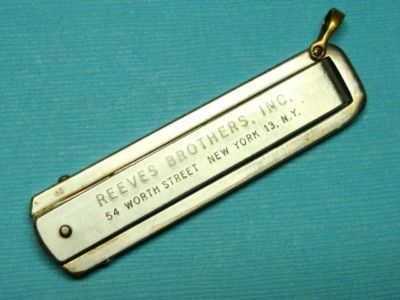 REEVES BROTHERS, INC.
54 WORTH STREET NEW YORK 13, N.Y.